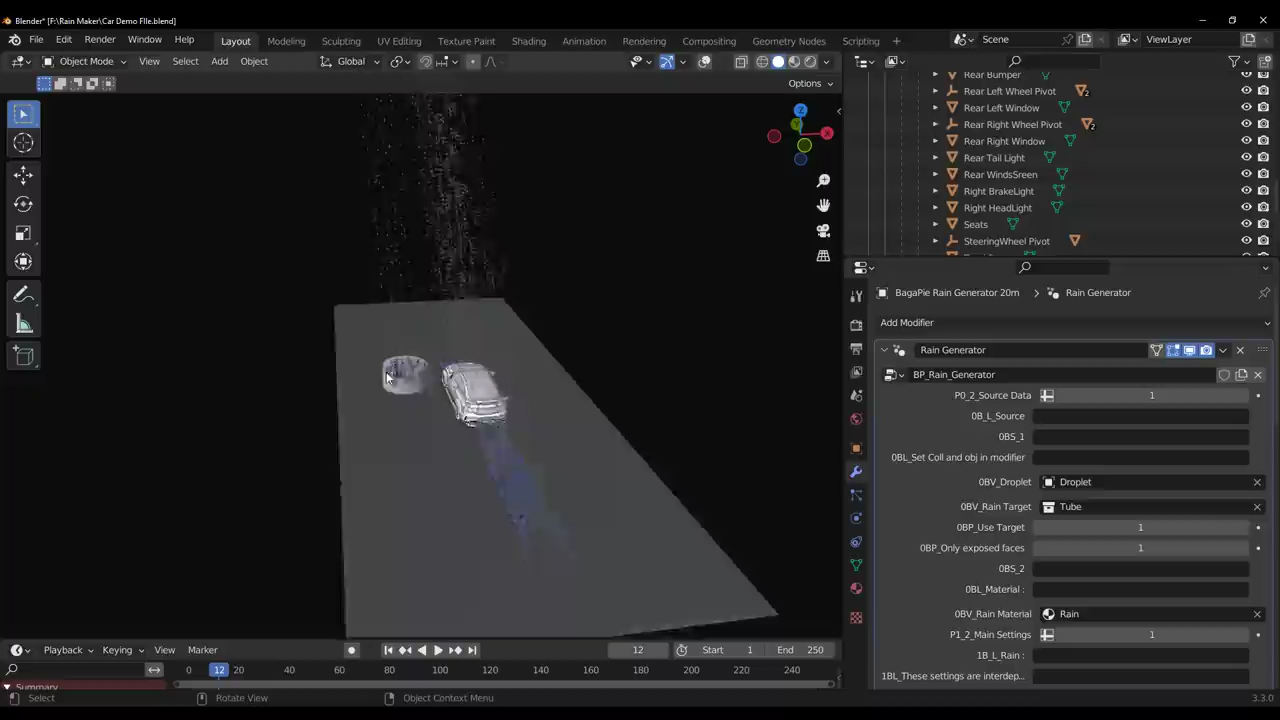 Blender* [F:\Rain Maker\Car Demo FIle.blend]
File Edit Render Window Help Layout Modeling Sculpting UV Editing Texture Paint Shading Animation Rendering Compositing Geometry Nodes Scripting + Scene ViewLayer
Object Mode View Select Add Object Global
Options
Rear Bumper
Rear Left Wheel Pivot 2
Rear Left Window
Rear Right Wheel Pivot 2
Rear Right Window
Rear Tail Light
Rear WindsSreen
Right BrakeLight
Right HeadLight
Seats
SteeringWheel Pivot
Z
Y
X
BagaPie Rain Generator 20m > Rain Generator
Add Modifier
Rain Generator
BP_Rain_Generator
P0_2_Source Data 1
0B_L_Source
0BS_1
0BL_Set Coll and obj in modifier
0BV_Droplet Droplet
0BV_Rain Target Tube
0BP_Use Target 1
0BP_Only exposed faces 1
0BS_2
0BL_Material :
0BV_Rain Material Rain
P1_2_Main Settings 1
1B_L_Rain :
1BL_These settings are interdep...
Playback Keying View Marker 12 Start 1 End 250
12 20 40 60 80 100 120 140 160 180 200 220 240
Summary
Select Rotate View Object Context Menu 3.3.0